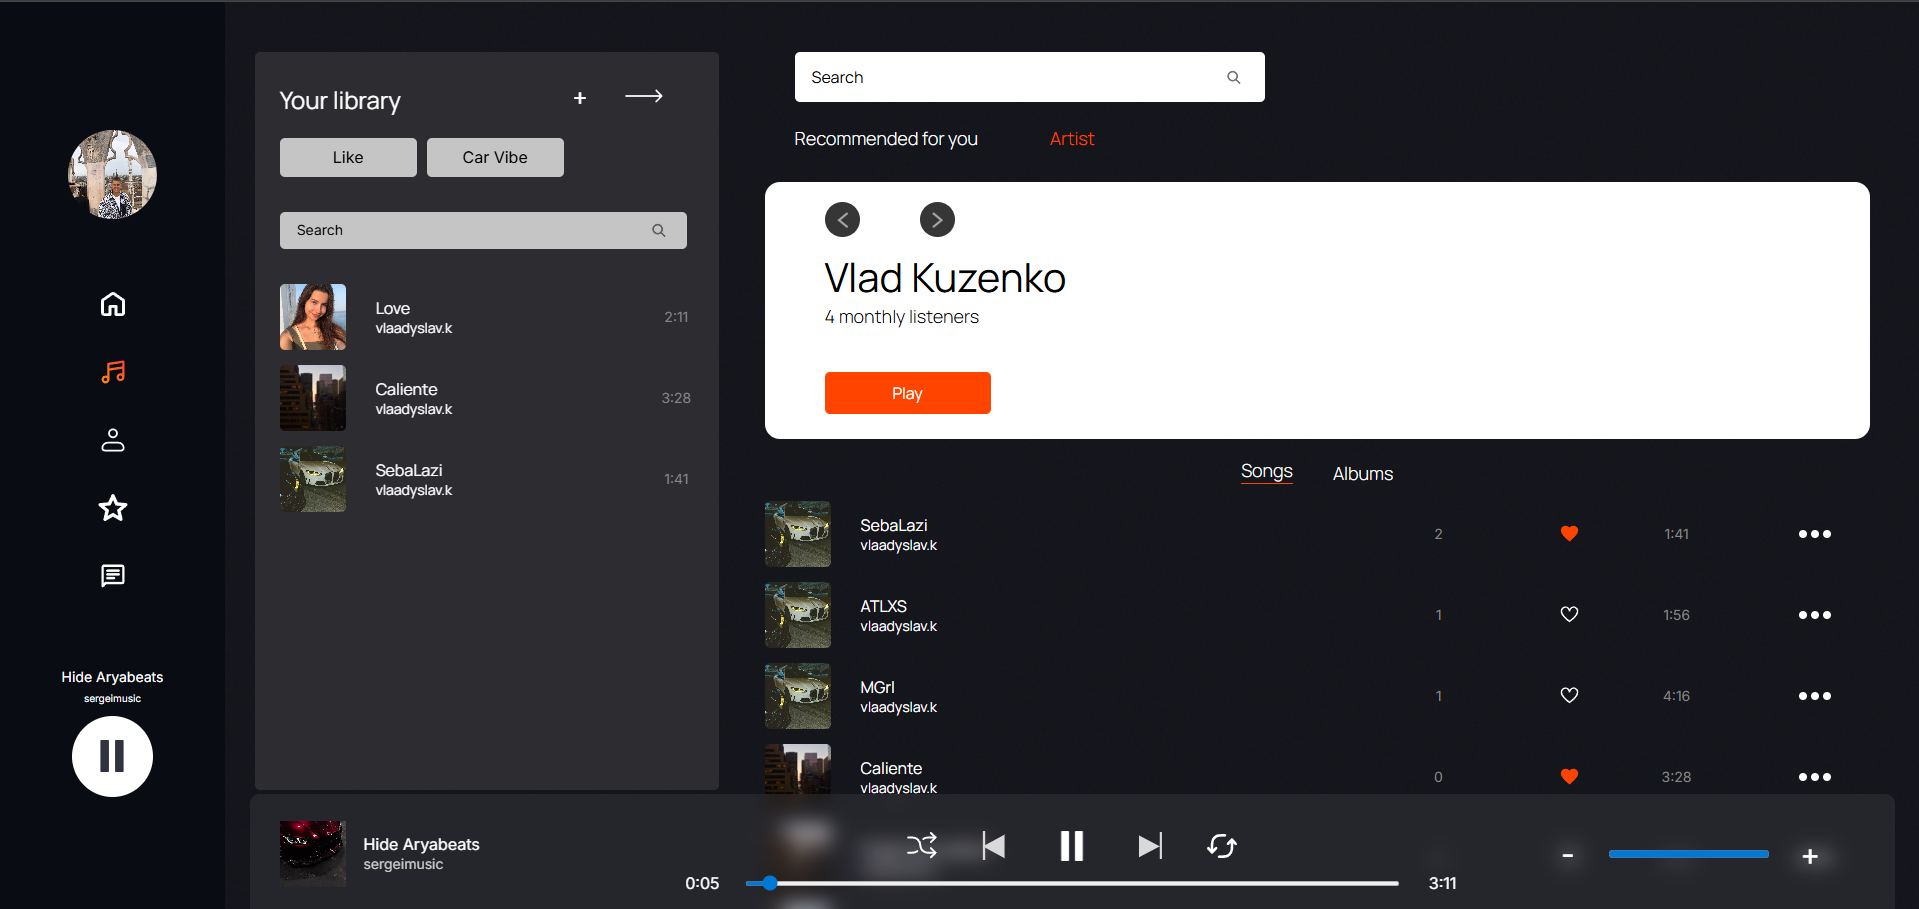 Hide Aryabeats
sergeimusic
Your library
+
Like
Car Vibe
Search
Love
vlaadyslav.k
2:11
Caliente
vlaadyslav.k
3:28
SebaLazi
vlaadyslav.k
1:41
Search
Recommended for you
Artist
Vlad Kuzenko
4 monthly listeners
Play
Songs
Albums
SebaLazi
vlaadyslav.k
2
1:41
ATLXS
vlaadyslav.k
1
1:56
MGrl
vlaadyslav.k
1
4:16
Caliente
vlaadyslav.k
0
3:28
Hide Aryabeats
sergeimusic
0:05
3:11
-
+